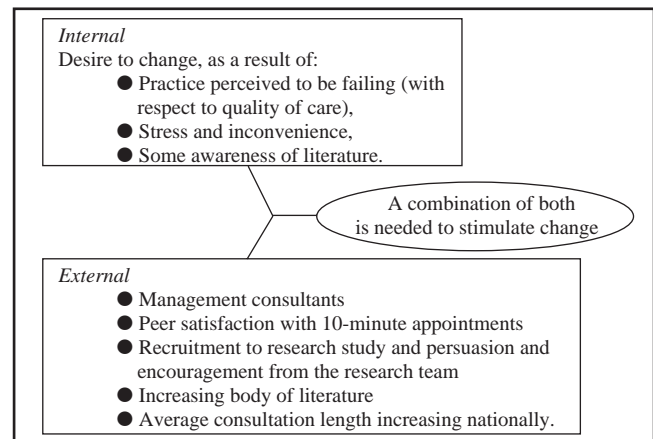 Internal
Desire to change, as a result of:
● Practice perceived to be failing (with
respect to quality of care),
● Stress and inconvenience,
● Some awareness of literature.
A combination of both
is needed to stimulate change
External
● Management consultants
● Peer satisfaction with 10-minute appointments
● Recruitment to research study and persuasion and
encouragement from the research team
● Increasing body of literature
● Average consultation length increasing nationally.